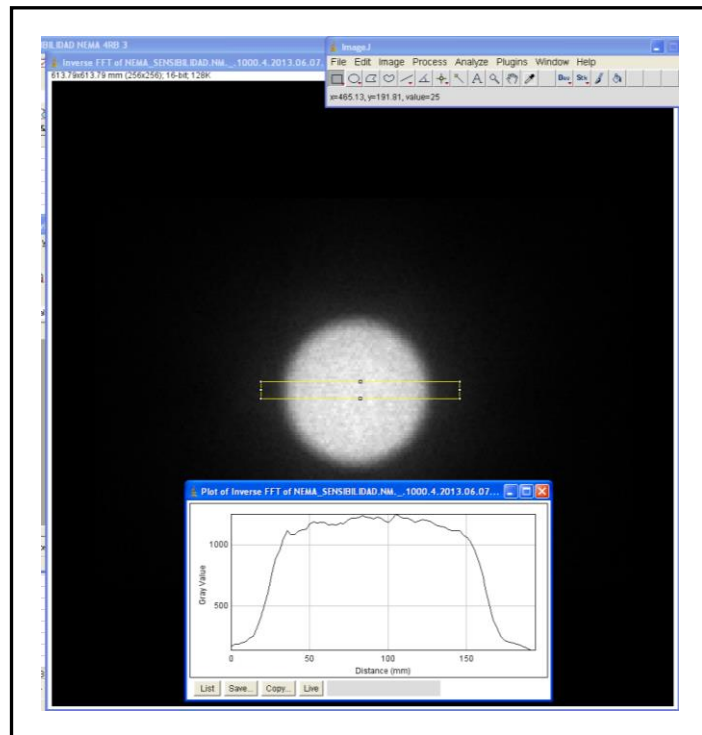 BILIDAD NEMA 4RB 3
ImageJ
Inverse FFT of NEMA_SENSIBILIDAD.NM._.1000.4.2013.06.07.
File Edit Image Process Analyze Plugins Window Help
613.79x613.79 mm (256x256); 16-bit; 128K
Dev Stk
x=465.13, y=191.81, value=25
Plot of Inverse FFT of NEMA_SENSIBILIDAD.NM._.1000.4.2013.06.07...
1000
Gray Value
500
0 50 100 150
Distance (mm)
List Save... Copy... Live